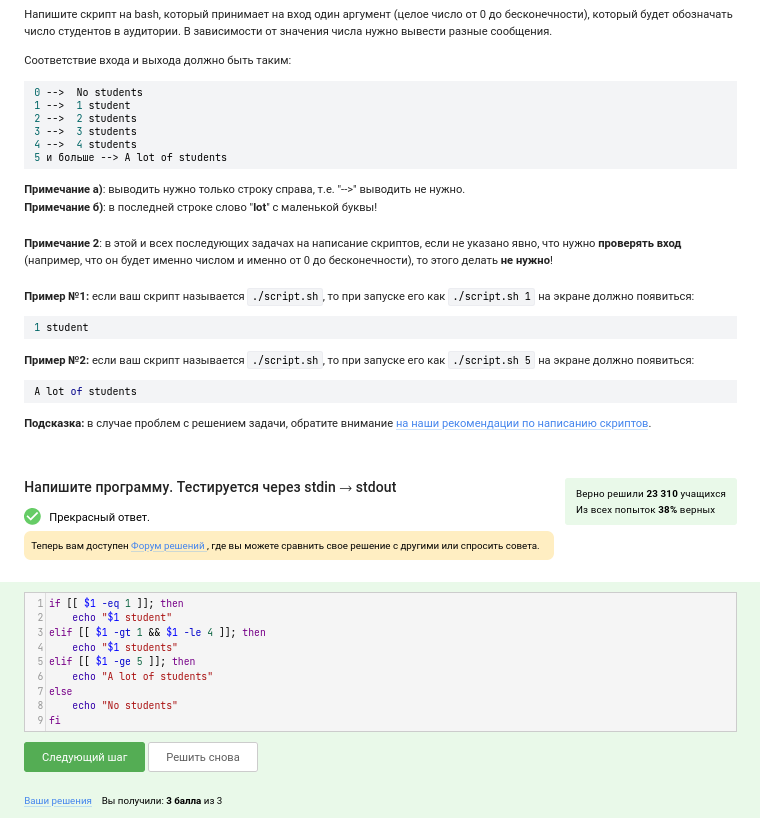 Напишите скрипт на bash, который принимает на вход один аргумент (целое число от 0 до бесконечности), который будет обозначать
число студентов в аудитории. В зависимости от значения числа нужно вывести разные сообщения.
Соответствие входа и выхода должно быть таким:
0 -->  No students
1 -->  1 student
2 -->  2 students
3 -->  3 students
4 -->  4 students
5 и больше --> A lot of students
Примечание а): выводить нужно только строку справа, т.е. "-->" выводить не нужно.
Примечание б): в последней строке слово "lot" с маленькой буквы!
Примечание 2: в этой и всех последующих задачах на написание скриптов, если не указано явно, что нужно проверять вход
(например, что он будет именно числом и именно от 0 до бесконечности), то этого делать не нужно!
Пример №1: если ваш скрипт называется ./script.sh, то при запуске его как ./script.sh 1 на экране должно появиться:
1 student
Пример №2: если ваш скрипт называется ./script.sh, то при запуске его как ./script.sh 5 на экране должно появиться:
A lot of students
Подсказка: в случае проблем с решением задачи, обратите внимание на наши рекомендации по написанию скриптов.
Напишите программу. Тестируется через stdin → stdout
Верно решили 23 310 учащихся
Из всех попыток 38% верных
Прекрасный ответ.
Теперь вам доступен Форум решений , где вы можете сравнить свое решение с другими или спросить совета.
1 if [[ $1 -eq 1 ]]; then
2     echo "$1 student"
3 elif [[ $1 -gt 1 && $1 -le 4 ]]; then
4     echo "$1 students"
5 elif [[ $1 -ge 5 ]]; then
6     echo "A lot of students"
7 else
8     echo "No students"
9 fi
Следующий шаг Решить снова
Ваши решения Вы получили: 3 балла из 3